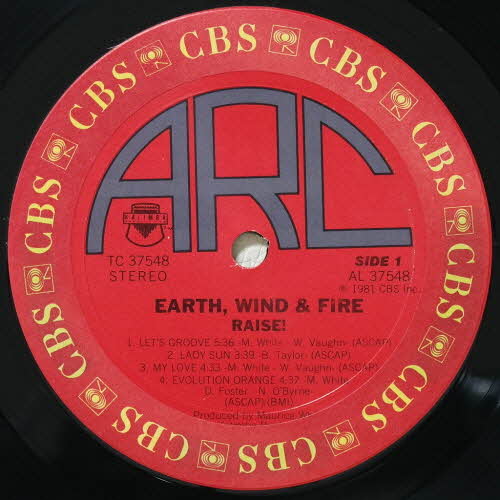 CBS CBS CBS CBS CBS CBS CBS CBS CBS CBS CBS CBS
ARC
KALIMBA
TC 37548
STEREO
SIDE 1
AL 37548
℗ 1981 CBS Inc.
EARTH, WIND & FIRE
RAISE!
1. LET'S GROOVE 5:36 -M. White - W. Vaughn- (ASCAP)
2. LADY SUN 3:39 -B. Taylor- (ASCAP)
3. MY LOVE 4:33 -M. White - W. Vaughn- (ASCAP)
4. EVOLUTION ORANGE 4:37 -M. White
D. Foster - N. O'Byrne-
(ASCAP) (BMI)
Produced by Maurice